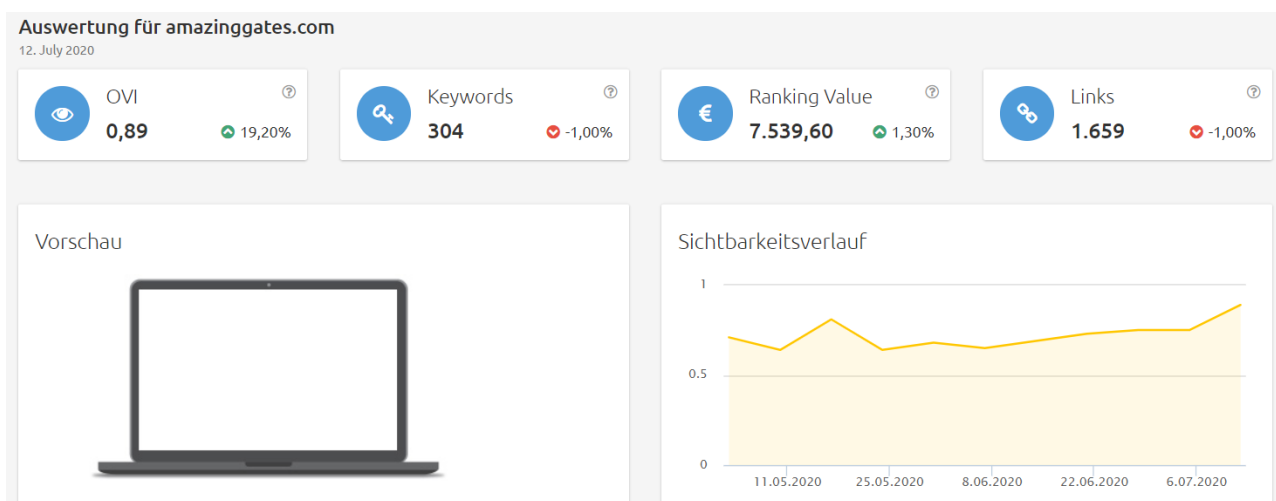 Auswertung für amazinggates.com
12. July 2020
OVI
0,89
19,20%
Keywords
304
-1,00%
€
Ranking Value
7.539,60
1,30%
Links
1.659
-1,00%
Vorschau
Sichtbarkeitsverlauf
1
0.5
0
11.05.2020 25.05.2020 8.06.2020 22.06.2020 6.07.2020